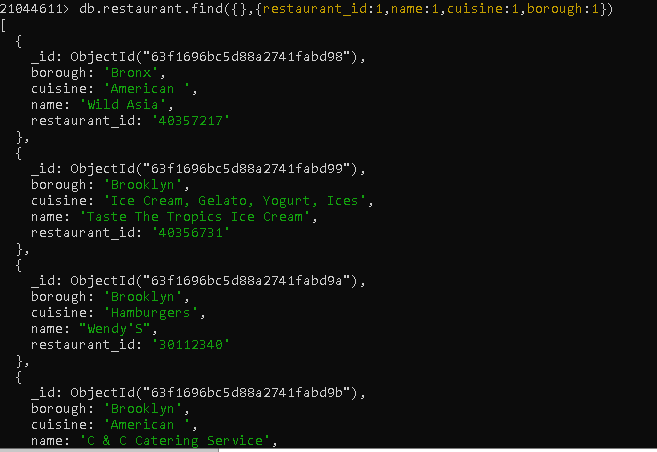 21044611> db.restaurant.find({},{restaurant_id:1,name:1,cuisine:1,borough:1})
[
  {
    _id: ObjectId("63f1696bc5d88a2741fabd98"),
    borough: 'Bronx',
    cuisine: 'American ',
    name: 'Wild Asia',
    restaurant_id: '40357217'
  },
  {
    _id: ObjectId("63f1696bc5d88a2741fabd99"),
    borough: 'Brooklyn',
    cuisine: 'Ice Cream, Gelato, Yogurt, Ices',
    name: 'Taste The Tropics Ice Cream',
    restaurant_id: '40356731'
  },
  {
    _id: ObjectId("63f1696bc5d88a2741fabd9a"),
    borough: 'Brooklyn',
    cuisine: 'Hamburgers',
    name: "Wendy'S",
    restaurant_id: '30112340'
  },
  {
    _id: ObjectId("63f1696bc5d88a2741fabd9b"),
    borough: 'Brooklyn',
    cuisine: 'American ',
    name: 'C & C Catering Service',